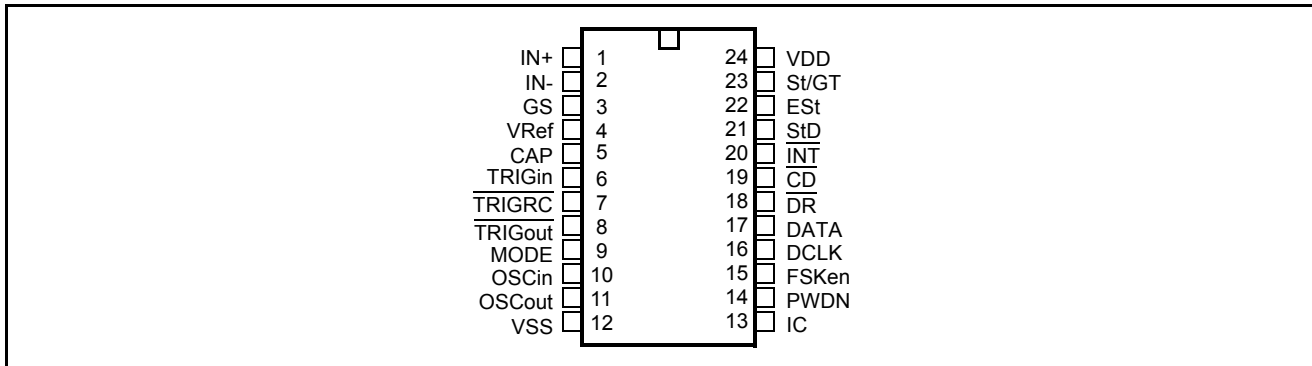 IN+ 1 24 VDD
IN- 2 23 St/GT
GS 3 22 ESt
VRef 4 21 StD
CAP 5 20 INT
TRIGin 6 19 CD
TRIGRC 7 18 DR
TRIGout 8 17 DATA
MODE 9 16 DCLK
OSCin 10 15 FSKen
OSCout 11 14 PWDN
VSS 12 13 IC